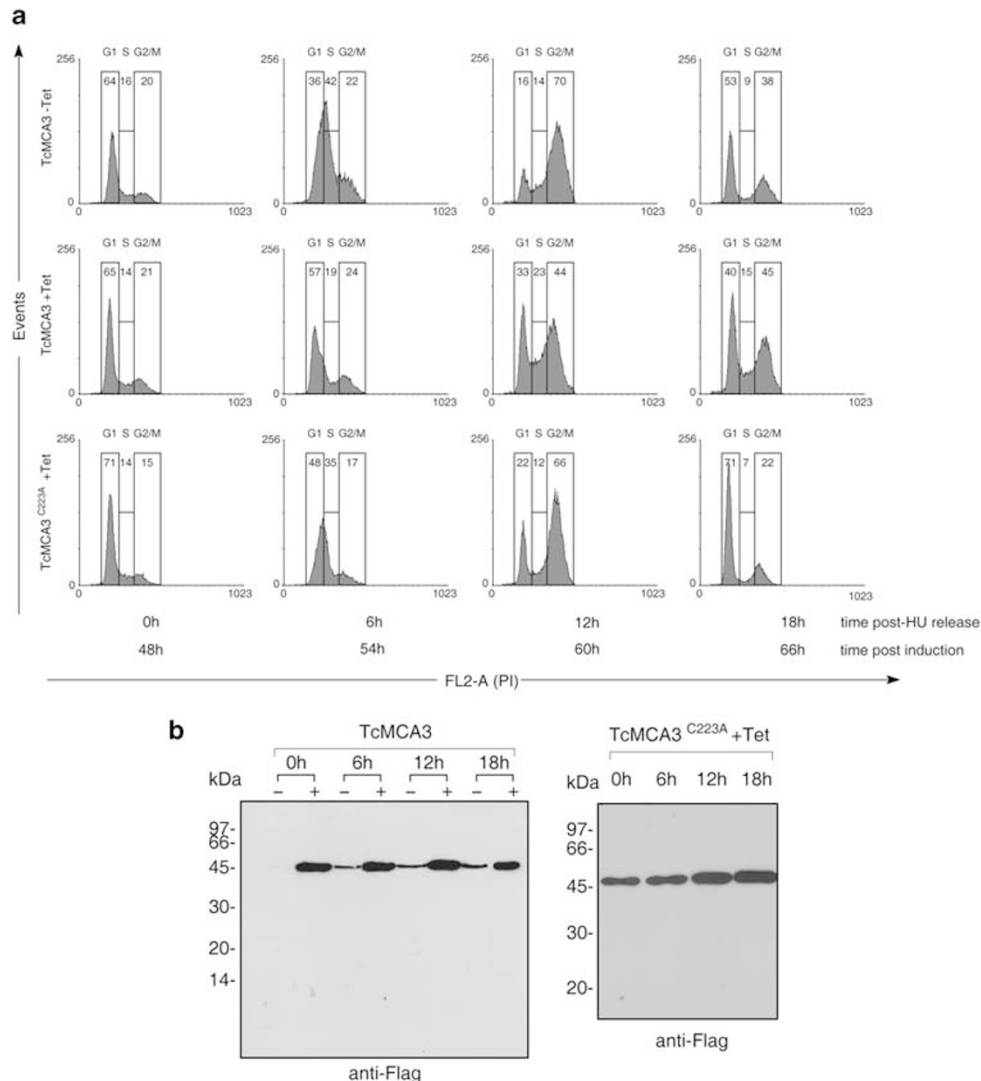 a
G1 S G2/M G1 S G2/M G1 S G2/M G1 S G2/M
256 256 256 256
64 16 20 36 42 22 16 14 70 53 9 38
TcMCA3 -Tet
0 0 0 0
0 1023 0 1023 0 1023 0 1023
G1 S G2/M G1 S G2/M G1 S G2/M G1 S G2/M
256 256 256 256
65 14 21 57 19 24 33 23 44 40 15 45
TcMCA3 +Tet
Events
0 0 0 0
0 1023 0 1023 0 1023 0 1023
G1 S G2/M G1 S G2/M G1 S G2/M G1 S G2/M
256 256 256 256
71 14 15 48 35 17 22 12 66 71 7 22
TcMCA3 C223A +Tet
0 0 0 0
0 1023 0 1023 0 1023 0 1023
0h 6h 12h 18h time post-HU release
48h 54h 60h 66h time post induction
FL2-A (PI)
b
TcMCA3
0h 6h 12h 18h
kDa
– + – + – + – +
97-
66-
45-
30-
20-
14-
anti-Flag
TcMCA3 C223A +Tet
kDa 0h 6h 12h 18h
97-
66-
45-
30-
20-
anti-Flag